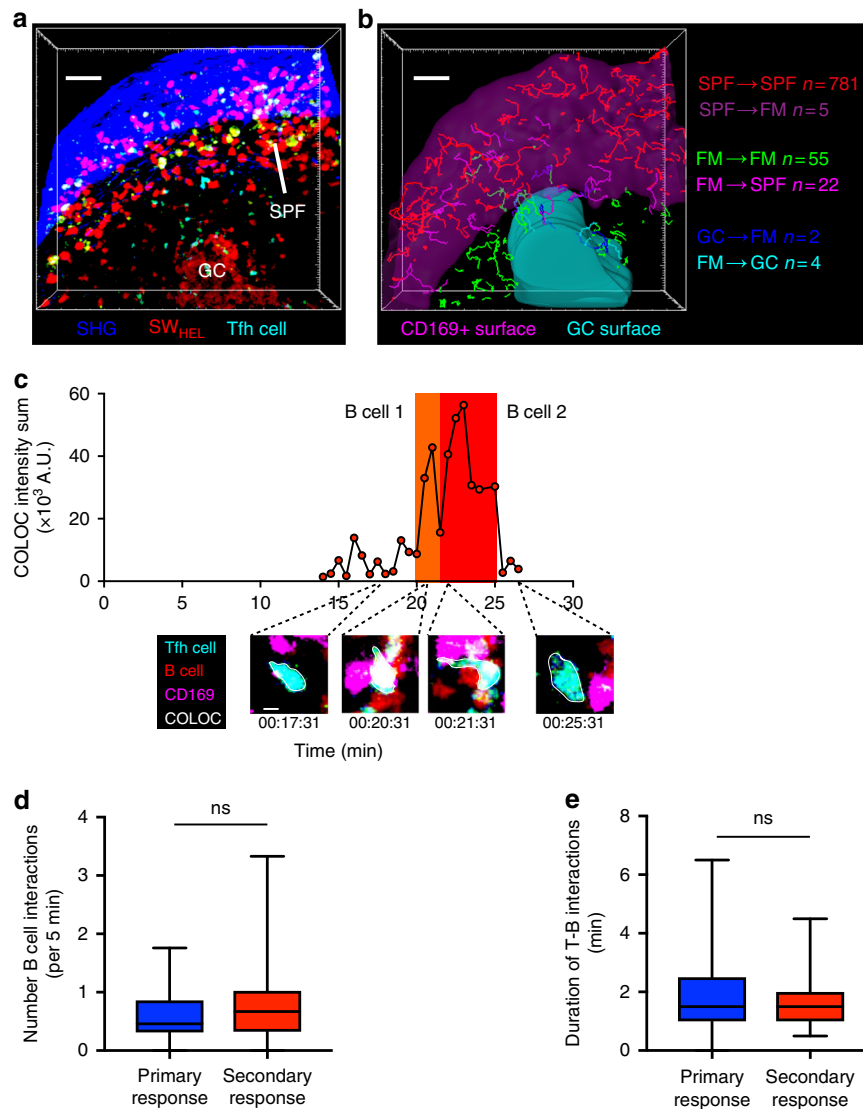 a
SPF
GC
SHG SW_HEL Tfh cell
b
SPF→SPF n=781
SPF→FM n=5
FM→FM n=55
FM→SPF n=22
GC→FM n=2
FM→GC n=4
CD169+ surface GC surface
c
COLOC intensity sum
(×10³ A.U.)
60
40
20
0
B cell 1 B cell 2
0 5 10 15 20 25 30
Tfh cell
B cell
CD169
COLOC
00:17:31 00:20:31 00:21:31 00:25:31
Time (min)
d
Number B cell interactions
(per 5 min)
4
3
2
1
0
ns
Primary
response
Secondary
response
e
Duration of T-B interactions
(min)
8
6
4
2
0
ns
Primary
response
Secondary
response